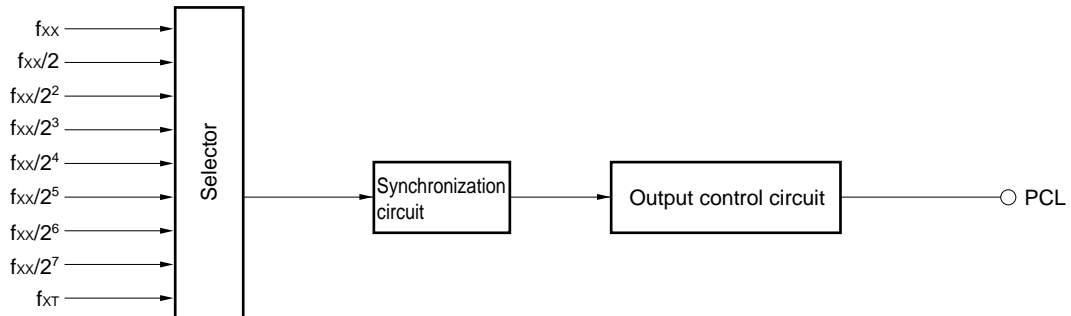 fXX
fXX/2
fXX/2²
fXX/2³
fXX/2⁴
fXX/2⁵
fXX/2⁶
fXX/2⁷
fXT
Selector
Synchronization
circuit
Output control circuit
PCL